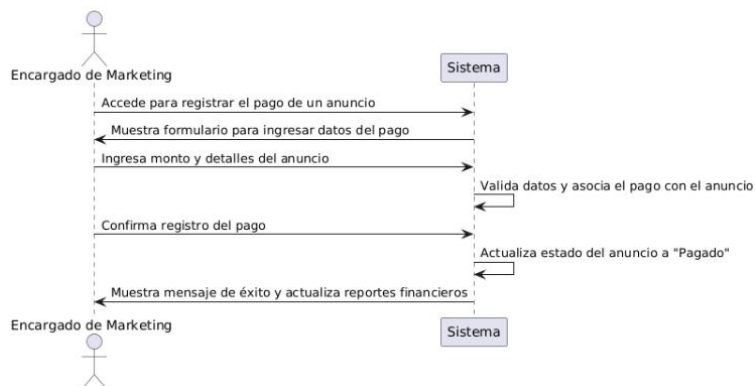 Encargado de Marketing
Sistema
Accede para registrar el pago de un anuncio
Muestra formulario para ingresar datos del pago
Ingresa monto y detalles del anuncio
Valida datos y asocia el pago con el anuncio
Confirma registro del pago
Actualiza estado del anuncio a "Pagado"
Muestra mensaje de éxito y actualiza reportes financieros
Encargado de Marketing
Sistema